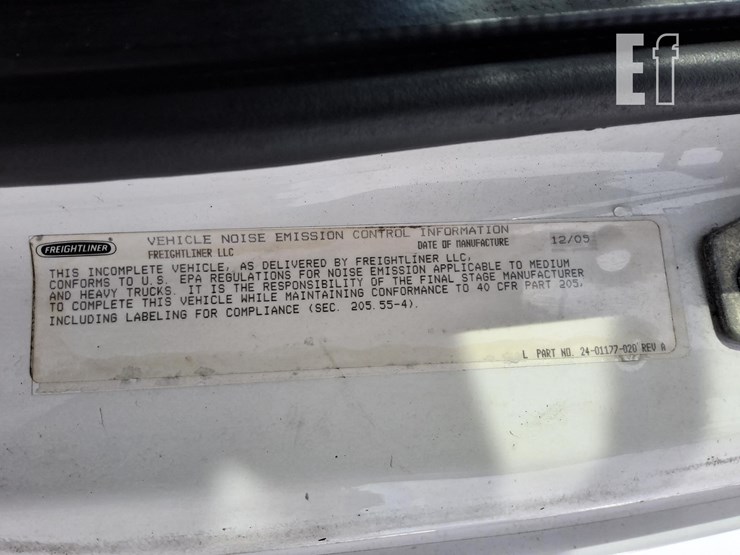 Ef
FREIGHTLINER
VEHICLE NOISE EMISSION CONTROL INFORMATION
FREIGHTLINER LLC DATE OF MANUFACTURE 12/05
THIS INCOMPLETE VEHICLE, AS DELIVERED BY FREIGHTLINER LLC,
CONFORMS TO U.S. EPA REGULATIONS FOR NOISE EMISSION APPLICABLE TO MEDIUM
AND HEAVY TRUCKS. IT IS THE RESPONSIBILITY OF THE FINAL STAGE MANUFACTURER
TO COMPLETE THIS VEHICLE WHILE MAINTAINING CONFORMANCE TO 40 CFR PART 205,
INCLUDING LABELING FOR COMPLIANCE (SEC. 205.55-4).
L PART NO. 24-01177-020 REV A